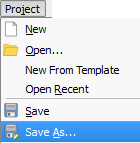 Project
New
Open...
New From Template
Open Recent
Save
Save As...